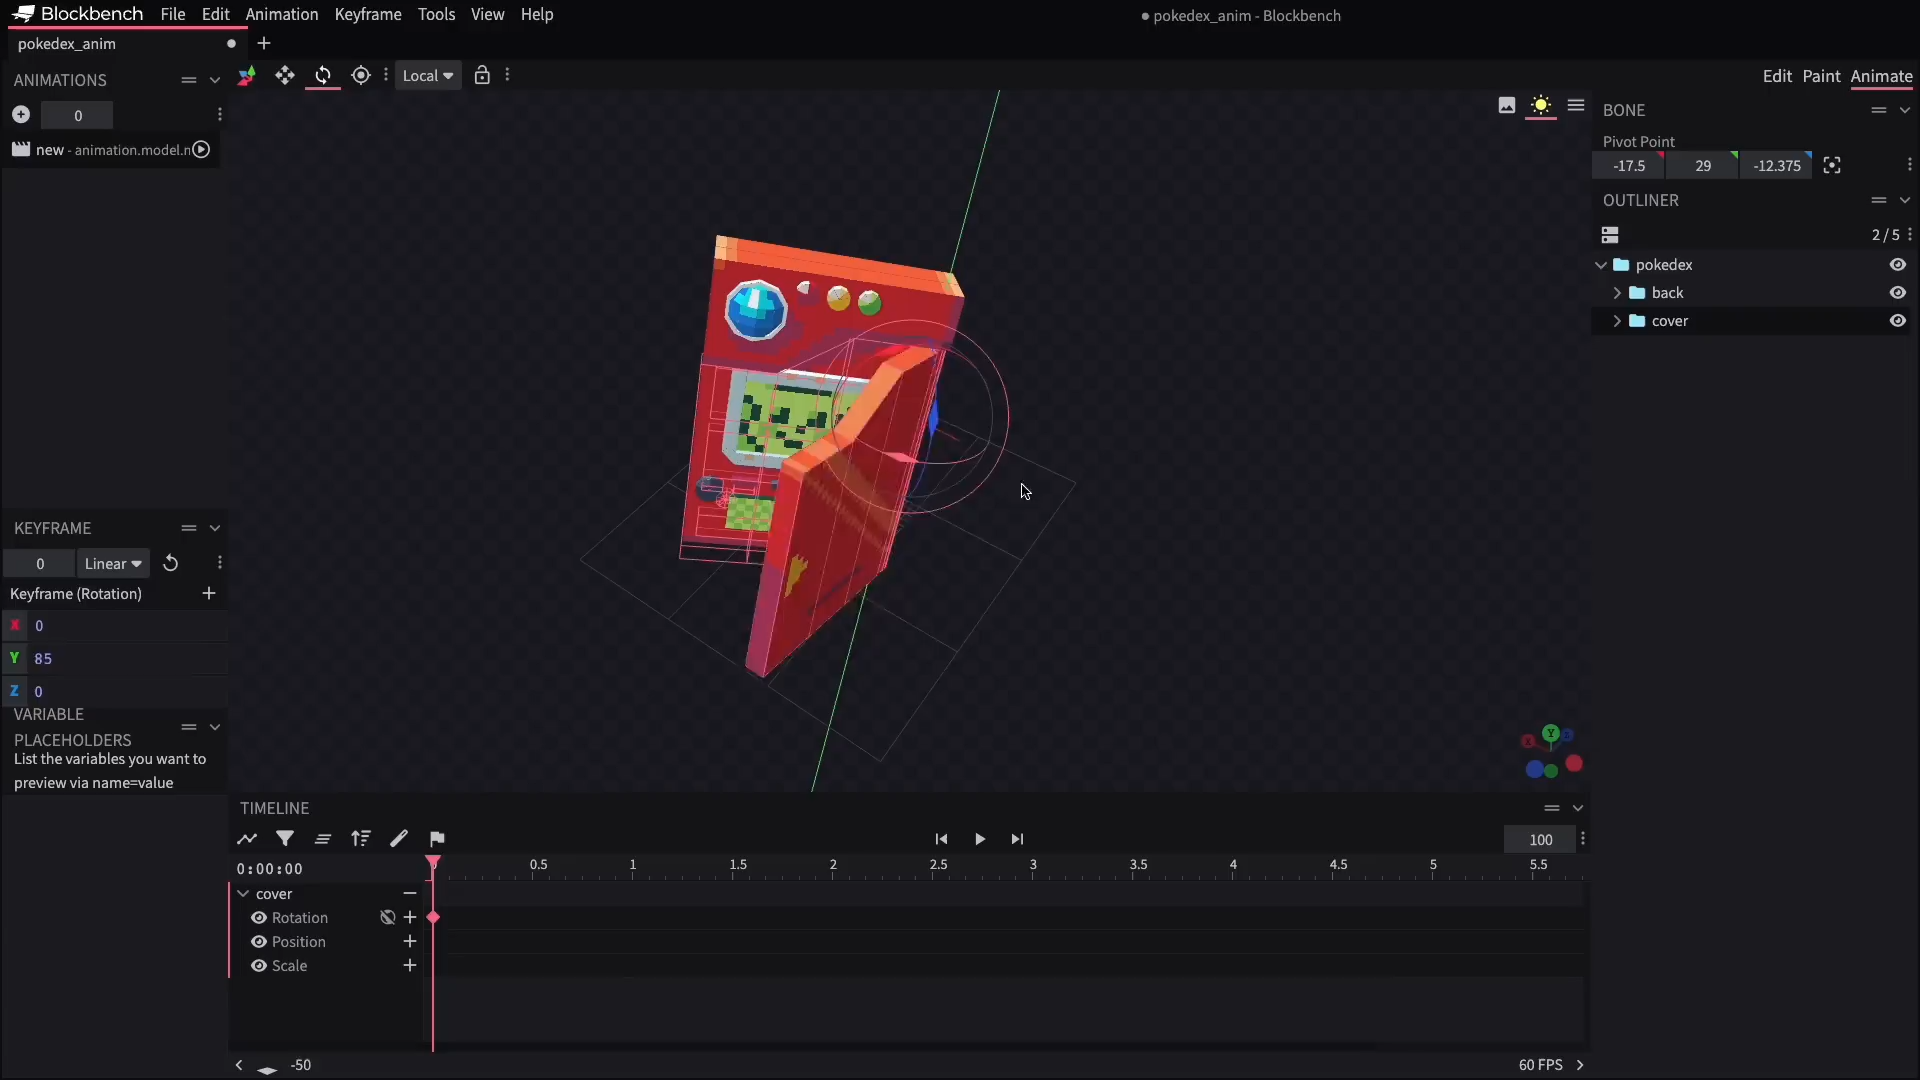 Blockbench File Edit Animation Keyframe Tools View Help
pokedex_anim - Blockbench
pokedex_anim
ANIMATIONS
Local
Edit Paint Animate
0
new - animation.model.n
BONE
Pivot Point
-17.5 29 -12.375
OUTLINER
2 / 5
pokedex
back
cover
KEYFRAME
0 Linear
Keyframe (Rotation)
X 0
Y 85
Z 0
VARIABLE
PLACEHOLDERS
List the variables you want to
preview via name=value
Y
TIMELINE
100
0:00:00
0.5 1 1.5 2 2.5 3 3.5 4 4.5 5 5.5
cover
Rotation
Position
Scale
-50
60 FPS